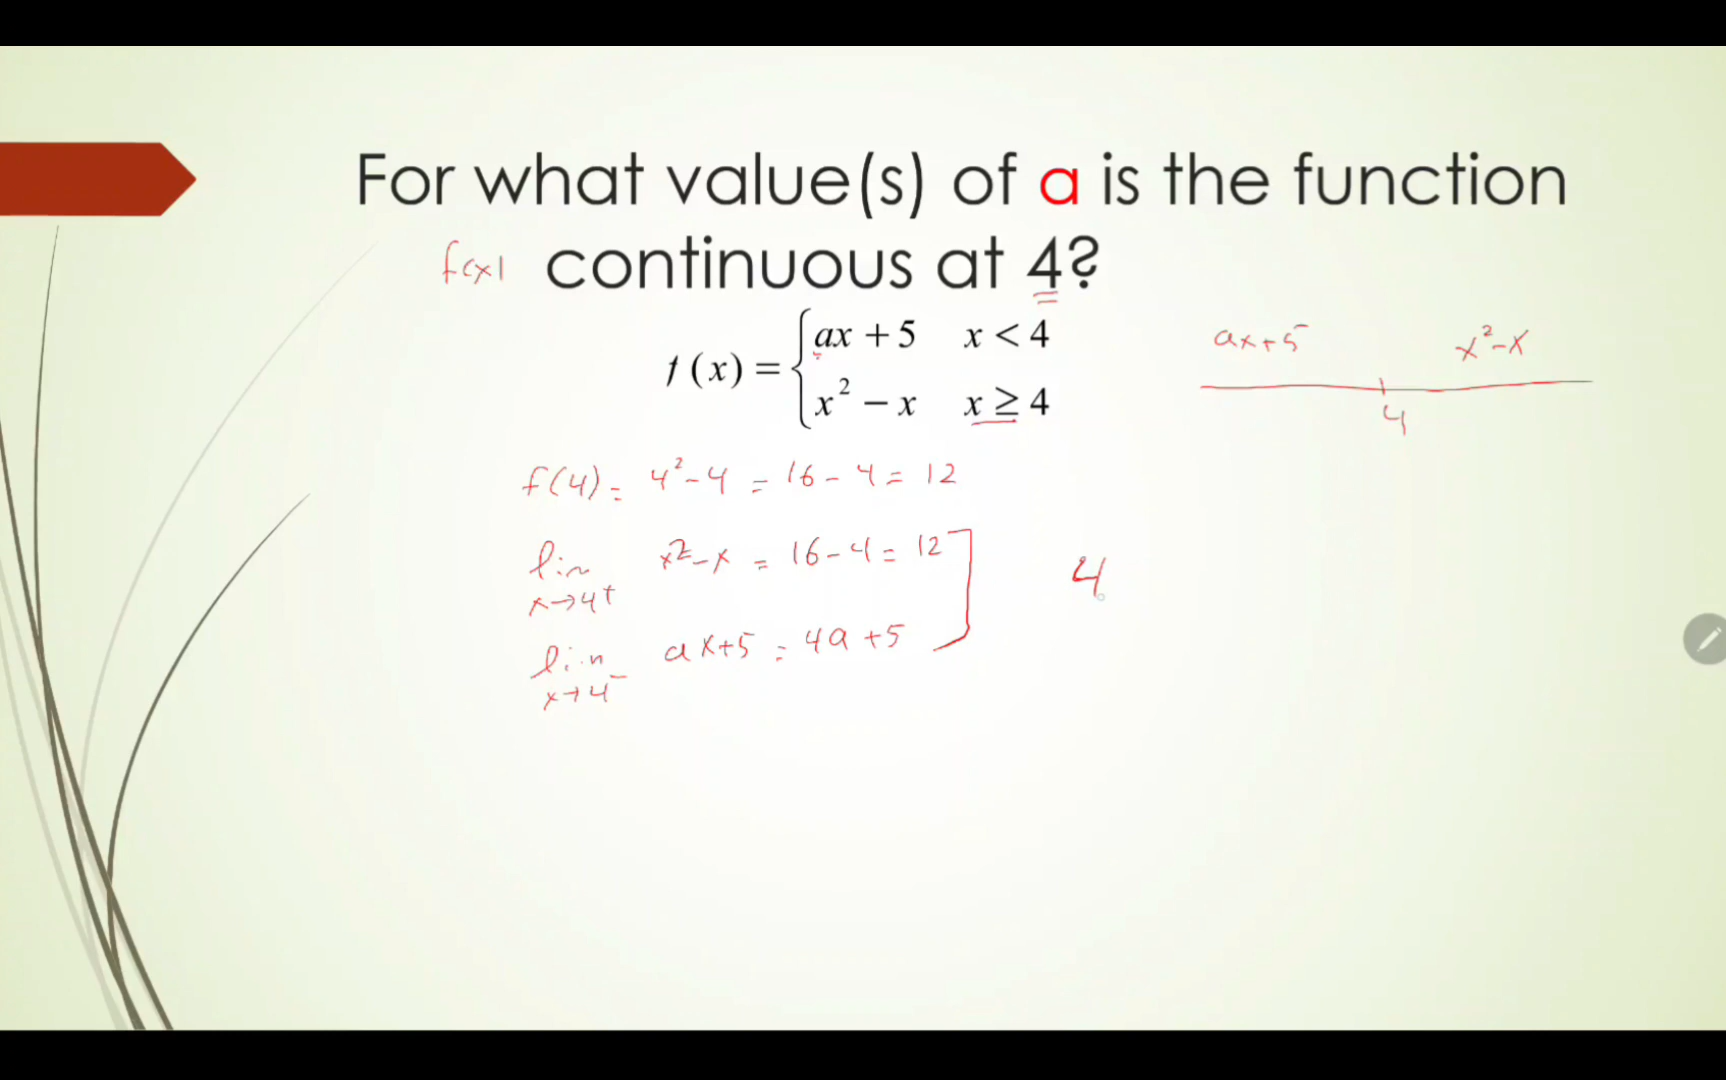 For what value(s) of a is the function
f(x) continuous at 4?
f(x) = { ax + 5 x < 4
x² − x x ≥ 4
ax+5 x²-x
4
f(4) = 4²-4 = 16-4 = 12
lim x→4⁺ x²-x = 16-4 = 12
4
lim x→4⁻ ax+5 = 4a+5